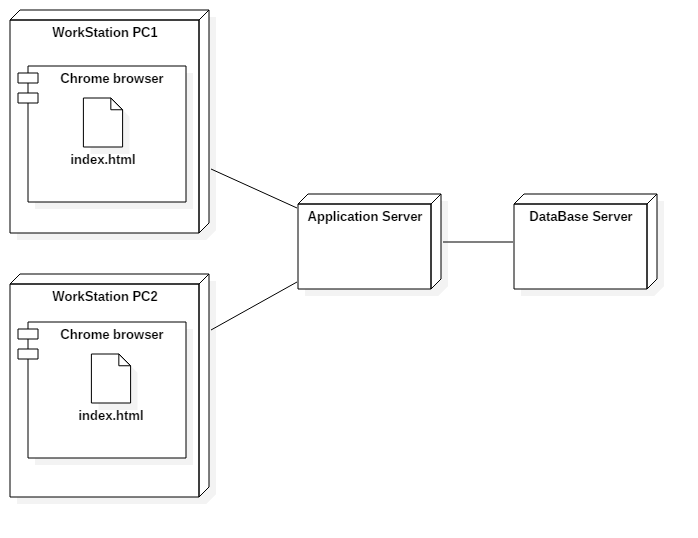 WorkStation PC1
Chrome browser
index.html
Application Server
DataBase Server
WorkStation PC2
Chrome browser
index.html